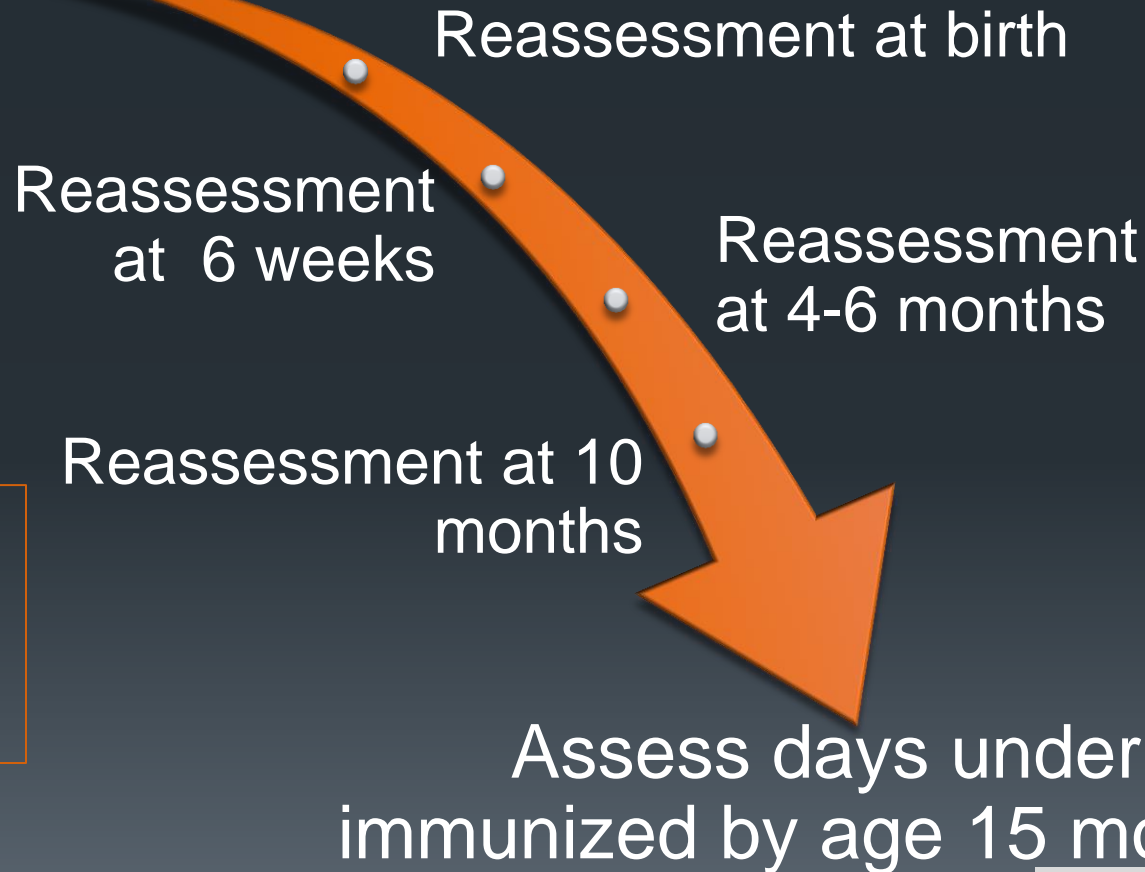 Reassessment at birth
Reassessment
at 6 weeks
Reassessment
at 4-6 months
Reassessment at 10
months
Assess days under
immunized by age 15